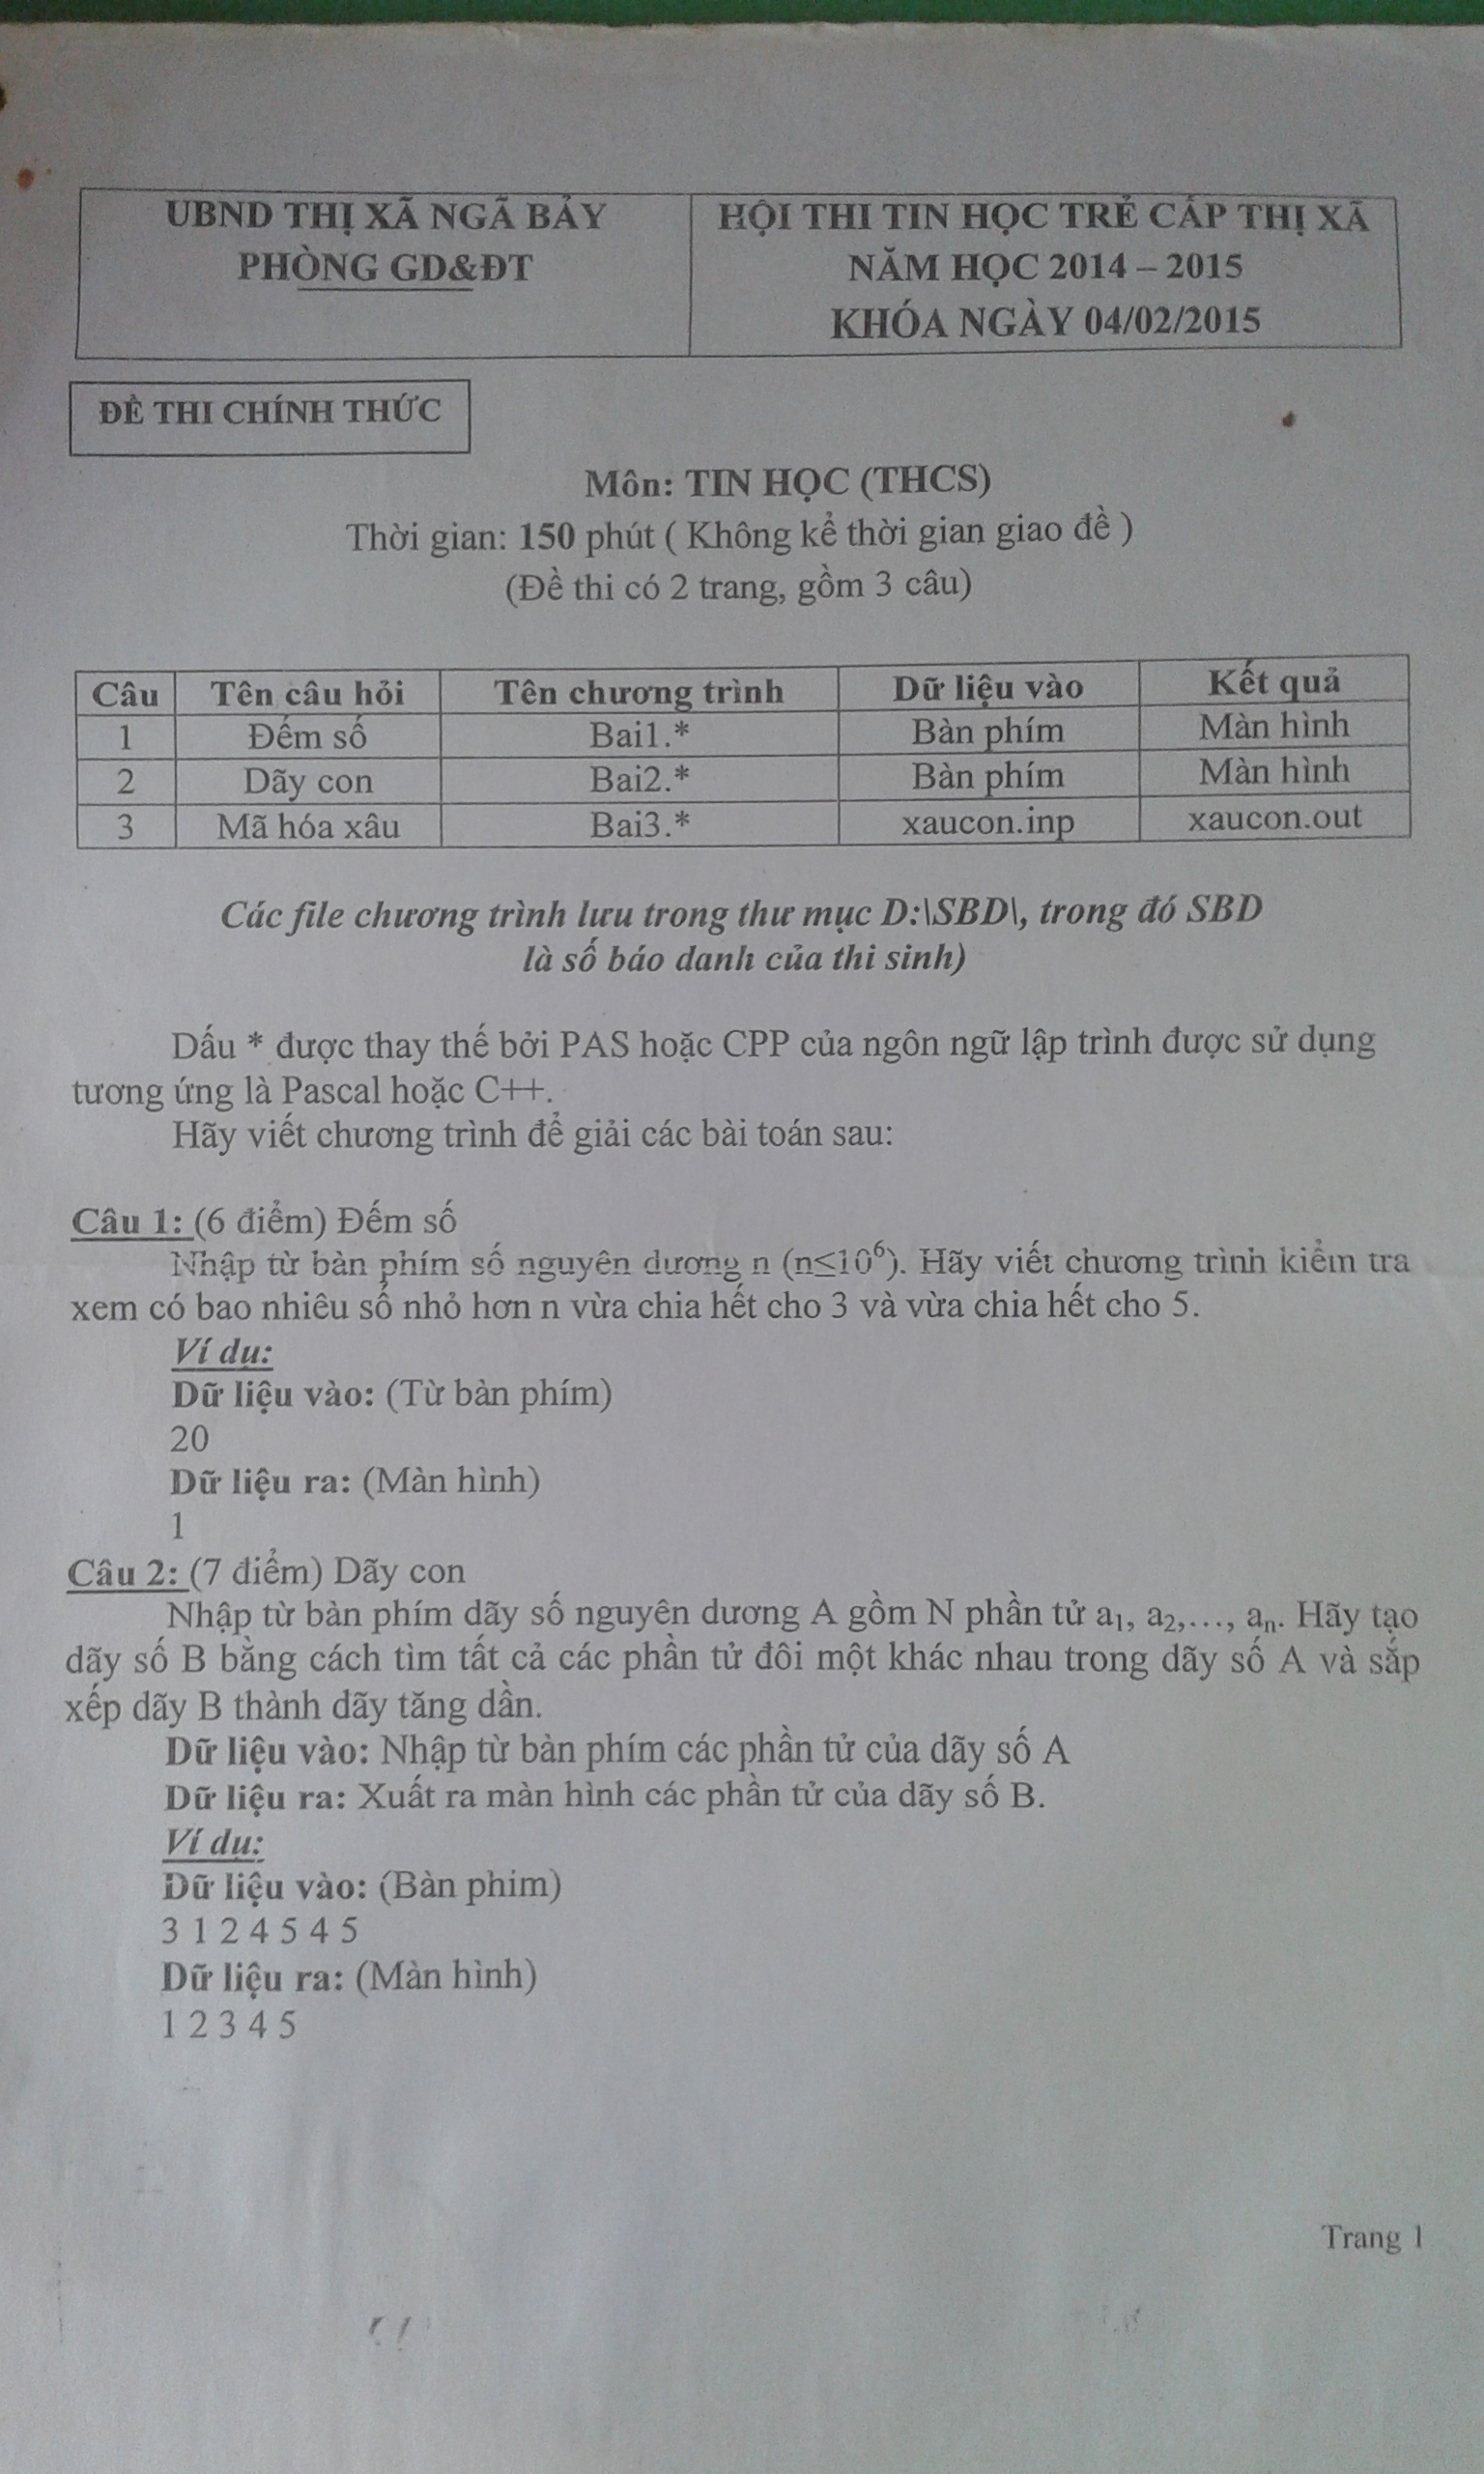 UBND THỊ XÃ NGÃ BẢY
PHÒNG GD&ĐT
HỘI THI TIN HỌC TRẺ CẤP THỊ XÃ
NĂM HỌC 2014 – 2015
KHÓA NGÀY 04/02/2015
ĐỀ THI CHÍNH THỨC
Môn: TIN HỌC (THCS)
Thời gian: 150 phút ( Không kể thời gian giao đề )
(Đề thi có 2 trang, gồm 3 câu)
Câu Tên câu hỏi Tên chương trình Dữ liệu vào Kết quả
1 Đếm số Bai1.* Bàn phím Màn hình
2 Dãy con Bai2.* Bàn phím Màn hình
3 Mã hóa xâu Bai3.* xaucon.inp xaucon.out
Các file chương trình lưu trong thư mục D:\SBD\, trong đó SBD
là số báo danh của thi sinh)
Dấu * được thay thế bởi PAS hoặc CPP của ngôn ngữ lập trình được sử dụng
tương ứng là Pascal hoặc C++.
Hãy viết chương trình để giải các bài toán sau:
Câu 1: (6 điểm) Đếm số
Nhập từ bàn phím số nguyên dương n (n≤10⁶). Hãy viết chương trình kiểm tra
xem có bao nhiêu số nhỏ hơn n vừa chia hết cho 3 và vừa chia hết cho 5.
Ví dụ:
Dữ liệu vào: (Từ bàn phím)
20
Dữ liệu ra: (Màn hình)
1
Câu 2: (7 điểm) Dãy con
Nhập từ bàn phím dãy số nguyên dương A gồm N phần tử a₁, a₂,…, aₙ. Hãy tạo
dãy số B bằng cách tìm tất cả các phần tử đôi một khác nhau trong dãy số A và sắp
xếp dãy B thành dãy tăng dần.
Dữ liệu vào: Nhập từ bàn phím các phần tử của dãy số A
Dữ liệu ra: Xuất ra màn hình các phần tử của dãy số B.
Ví dụ:
Dữ liệu vào: (Bàn phim)
3 1 2 4 5 4 5
Dữ liệu ra: (Màn hình)
1 2 3 4 5
Trang 1